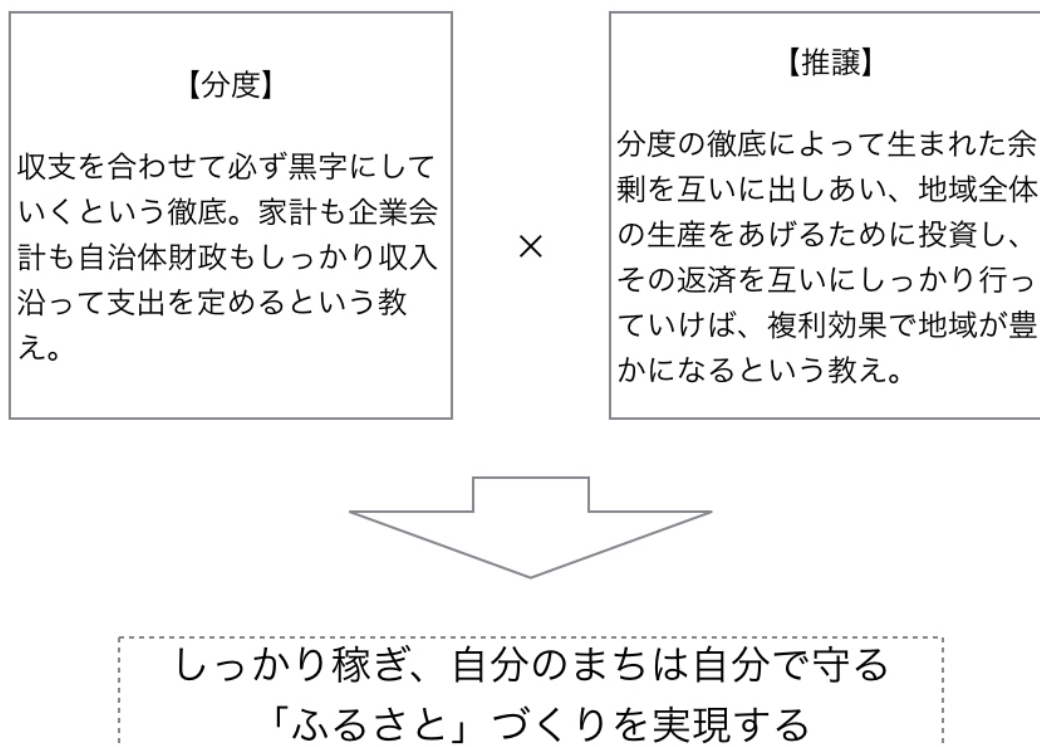 【分度】
収支を合わせて必ず黒字にして
いくという徹底。家計も企業会
計も自治体財政もしっかり収入
沿って支出を定めるという教
え。
×
【推譲】
分度の徹底によって生まれた余
剰を互いに出しあい、地域全体
の生産をあげるために投資し、
その返済を互いにしっかり行っ
ていけば、複利効果で地域が豊
かになるという教え。
しっかり稼ぎ、自分のまちは自分で守る
「ふるさと」づくりを実現する